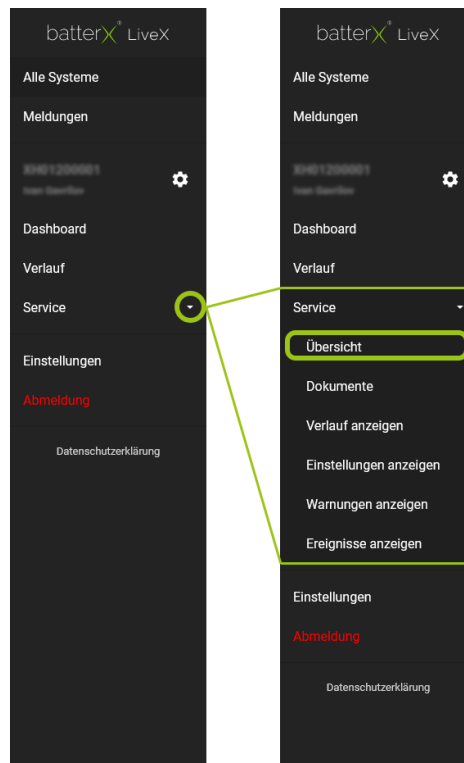 batterX® LiveX
Alle Systeme
Meldungen
Dashboard
Verlauf
Service
Einstellungen
Abmeldung
Datenschutzerklärung
batterX® LiveX
Alle Systeme
Meldungen
Dashboard
Verlauf
Service
Übersicht
Dokumente
Verlauf anzeigen
Einstellungen anzeigen
Warnungen anzeigen
Ereignisse anzeigen
Einstellungen
Abmeldung
Datenschutzerklärung